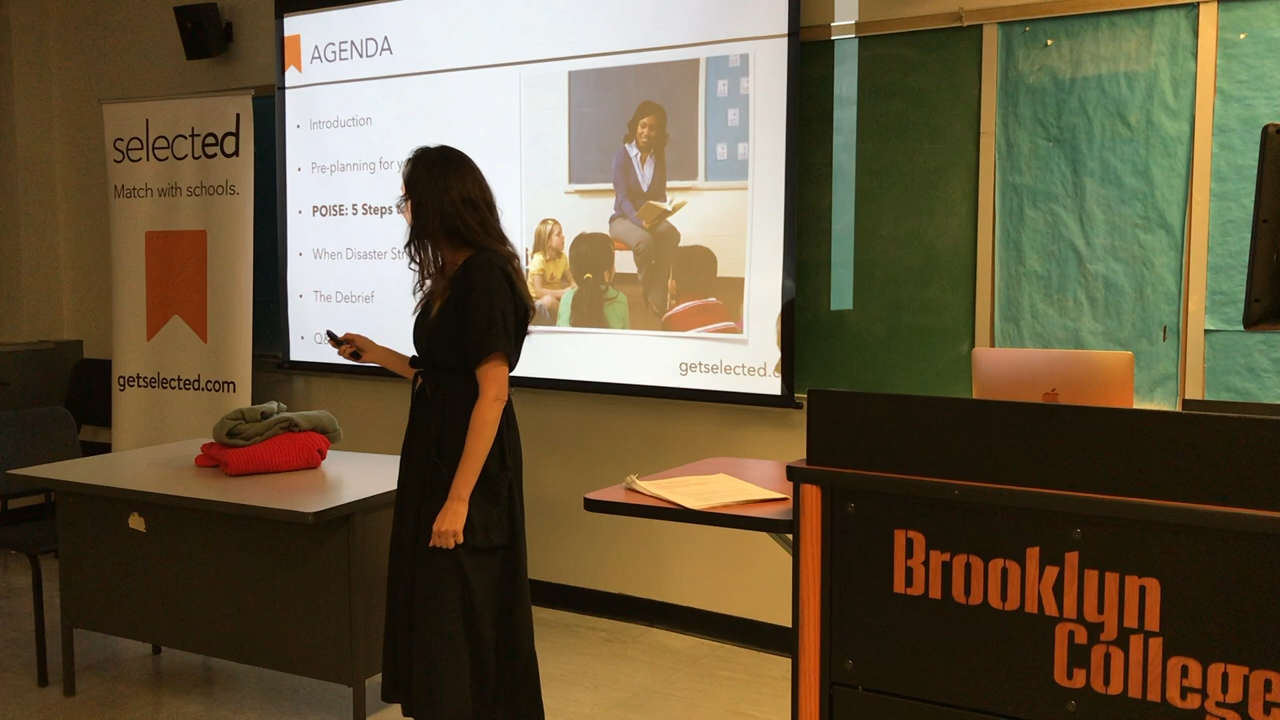 selected
Match with schools.
getselected.com
AGENDA
• Introduction
• Pre-planning for
• POISE: 5 Steps
• When Disaster
• The Debrief
getselected.c
Brooklyn
College